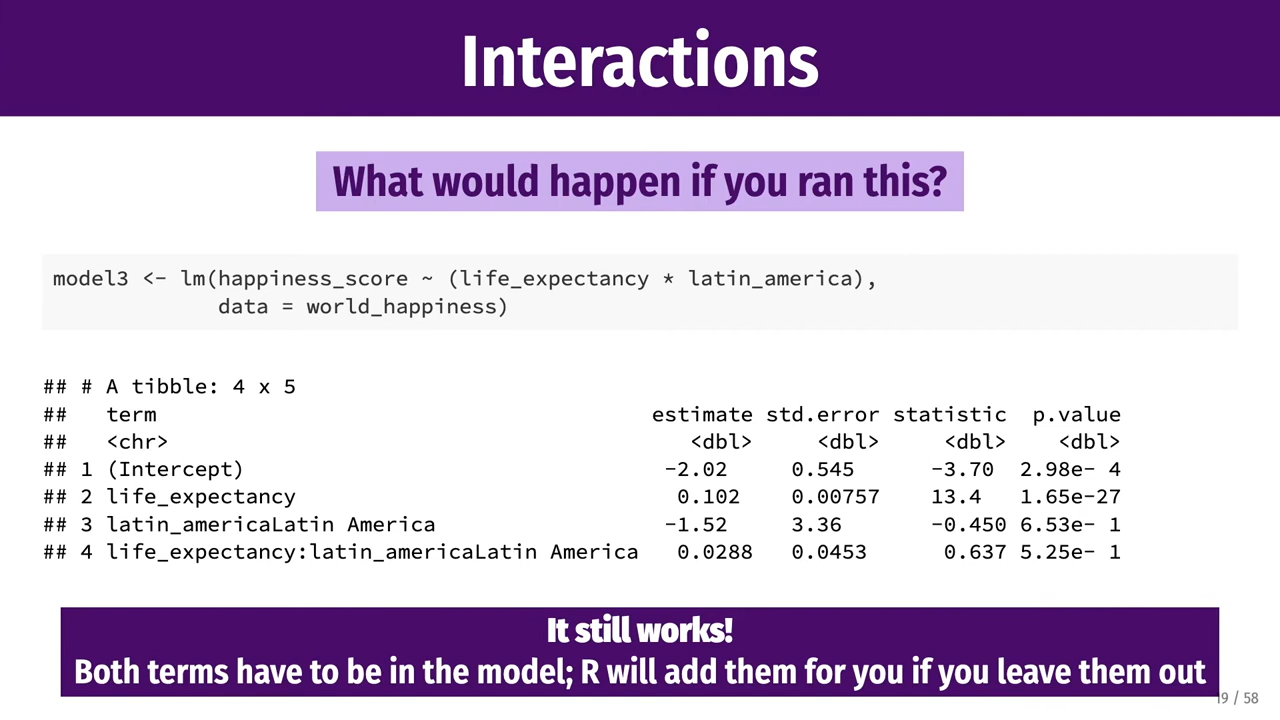 Interactions
What would happen if you ran this?
model3 <- lm(happiness_score ~ (life_expectancy * latin_america),
             data = world_happiness)
## # A tibble: 4 x 5
##   term                                       estimate std.error statistic  p.value
##   <chr>                                         <dbl>     <dbl>     <dbl>    <dbl>
## 1 (Intercept)                                 -2.02     0.545      -3.70  2.98e- 4
## 2 life_expectancy                              0.102    0.00757    13.4   1.65e-27
## 3 latin_americaLatin America                  -1.52     3.36       -0.450 6.53e- 1
## 4 life_expectancy:latin_americaLatin America   0.0288   0.0453      0.637 5.25e- 1
It still works!
Both terms have to be in the model; R will add them for you if you leave them out
19 / 58